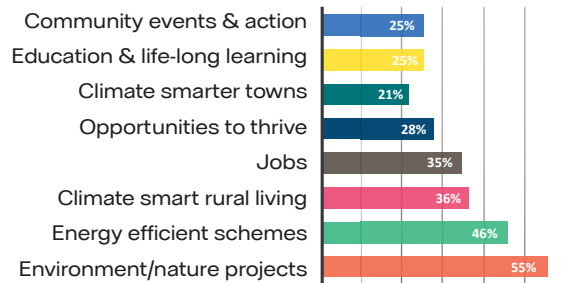 Community events & action 25%
Education & life-long learning 25%
Climate smarter towns 21%
Opportunities to thrive 28%
Jobs 35%
Climate smart rural living 36%
Energy efficient schemes 46%
Environment/nature projects 55%